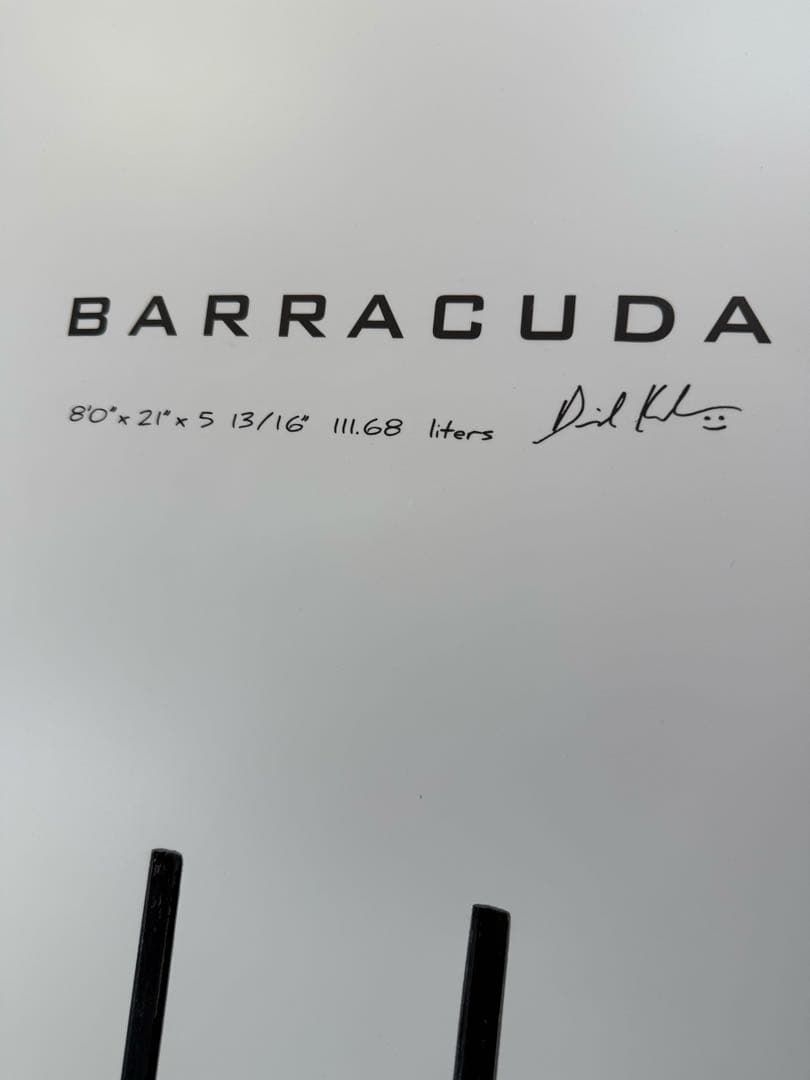 BARRACUDA
8'0" x 21" x 5 13/16" 111.68 liters